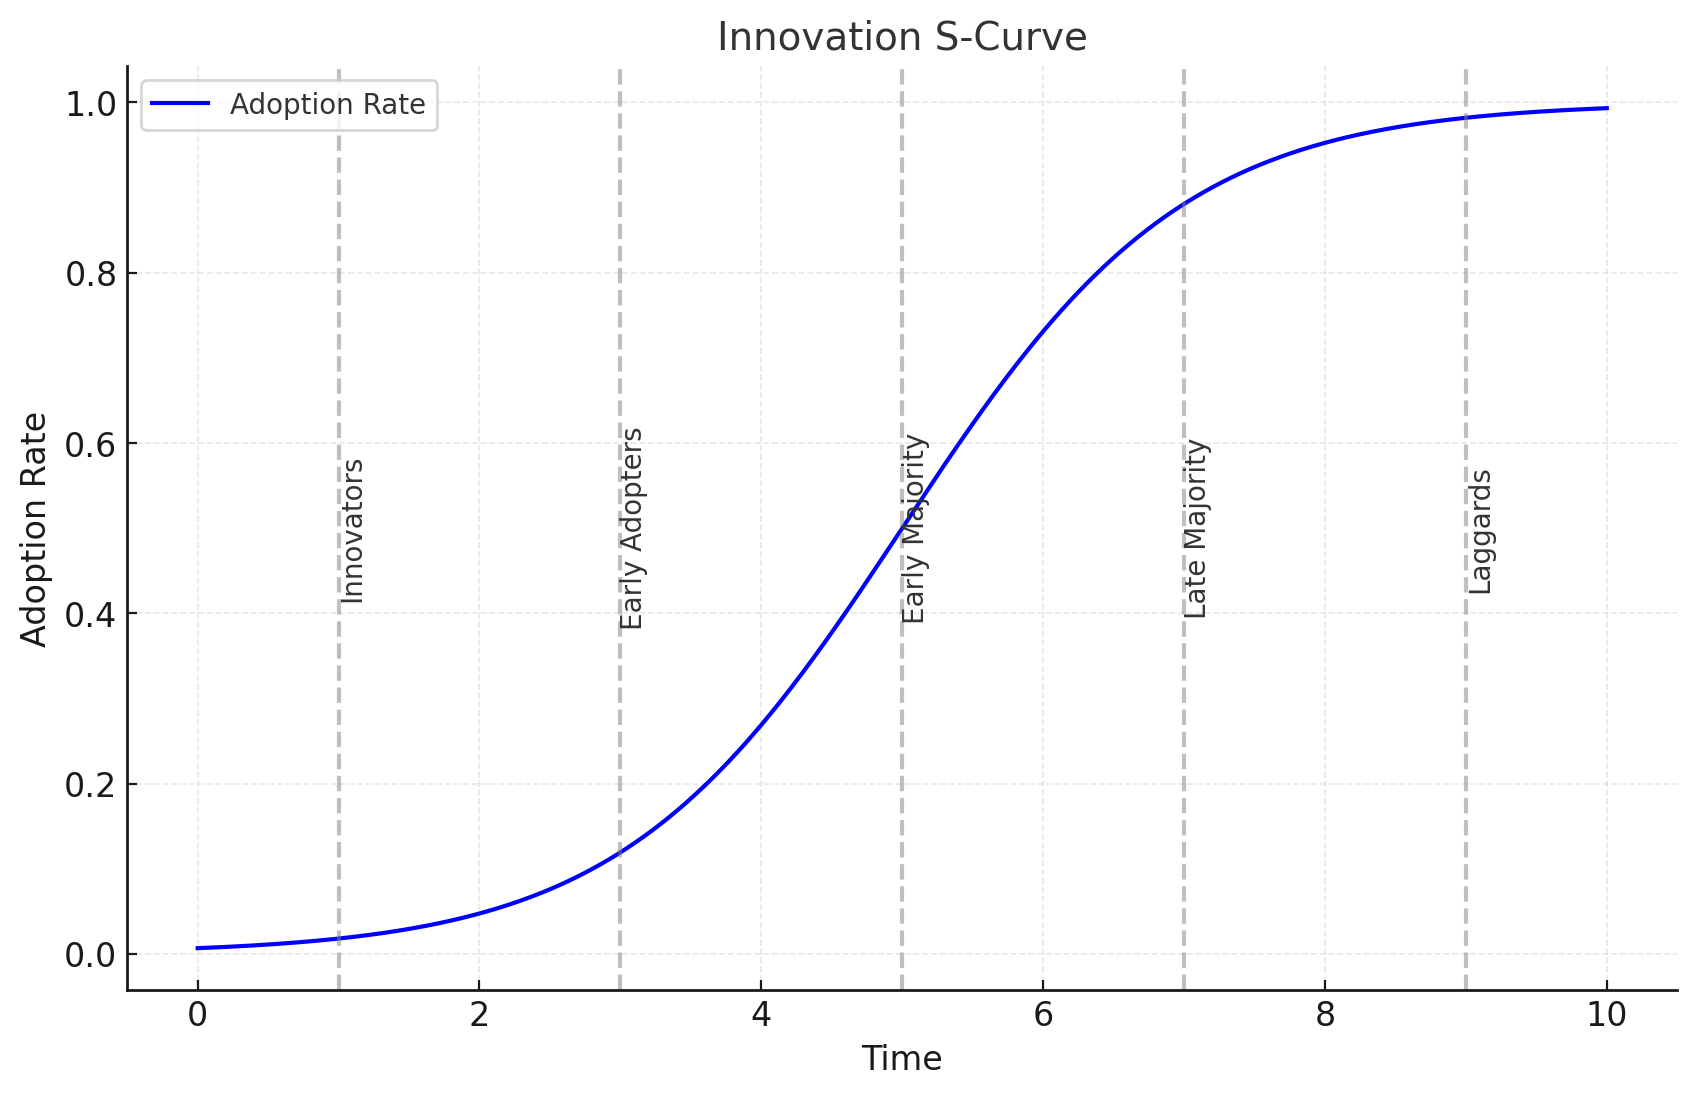 Innovation S-Curve
Adoption Rate
1.0
0.8
0.6
0.4
0.2
0.0
Adoption Rate
Innovators
Early Adopters
Early Majority
Late Majority
Laggards
0
2
4
6
8
10
Time